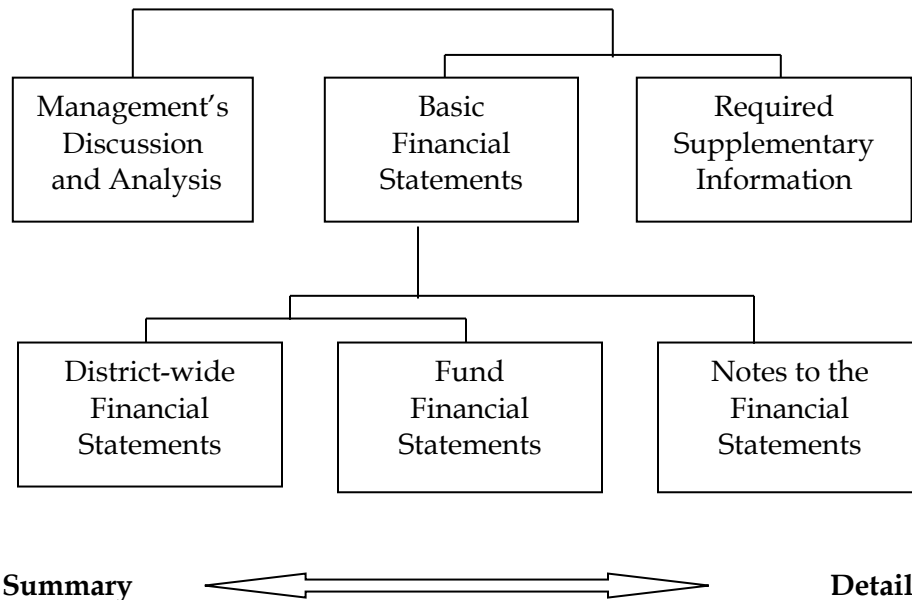 Management's
Discussion
and Analysis
Basic
Financial
Statements
Required
Supplementary
Information
District-wide
Financial
Statements
Fund
Financial
Statements
Notes to the
Financial
Statements
Summary
Detail